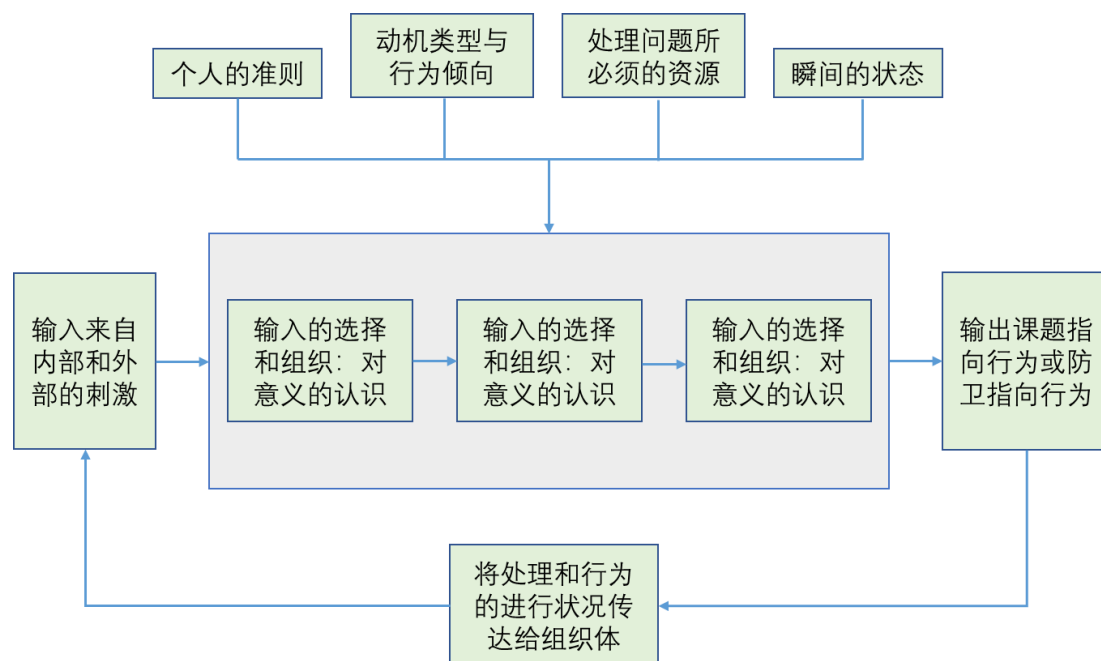 个人的准则
动机类型与
行为倾向
处理问题所
必须的资源
瞬间的状态
输入来自
内部和外
部的刺激
输入的选择
和组织：对
意义的认识
输入的选择
和组织：对
意义的认识
输入的选择
和组织：对
意义的认识
输出课题指
向行为或防
卫指向行为
将处理和行为
的进行状况传
达给组织体